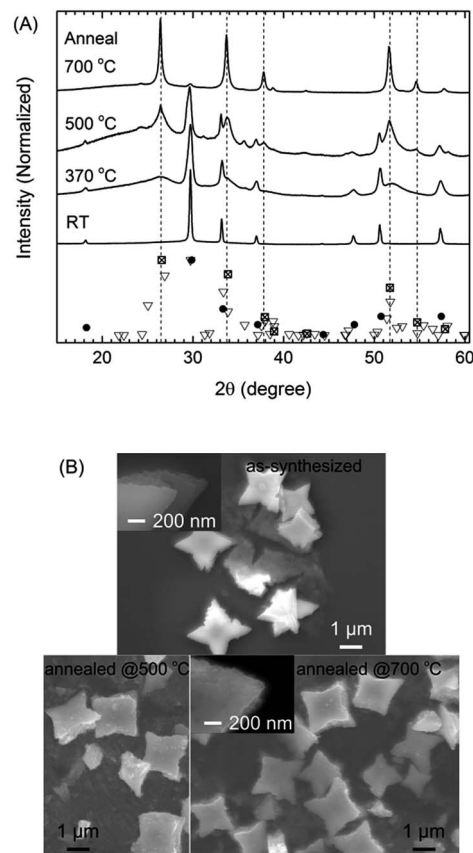 (A)
Anneal
700 °C
500 °C
370 °C
RT
Intensity (Normalized)
20 30 40 50 60
2θ (degree)
(B)
as-synthesized
200 nm
1 µm
annealed @500 °C
annealed @700 °C
200 nm
1 µm
1 µm